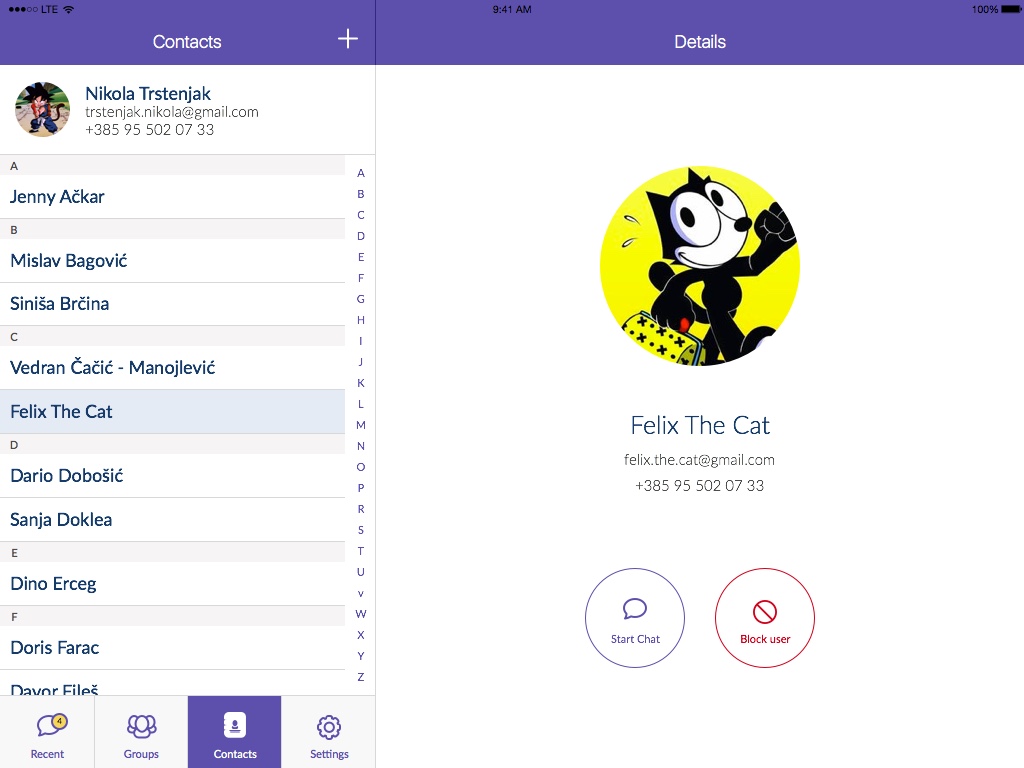 LTE
9:41 AM
100%
Contacts
Details
Nikola Trstenjak
trstenjak.nikola@gmail.com
+385 95 502 07 33
A
Jenny Ačkar
B
Mislav Bagović
Siniša Brčina
C
Vedran Čačić - Manojlević
Felix The Cat
D
Dario Dobošić
Sanja Doklea
E
Dino Erceg
F
Doris Farac
Davor Fileš
A
B
C
D
E
F
G
H
I
J
K
L
M
N
O
P
R
S
T
U
v
W
X
Y
Z
4
Recent
Groups
Contacts
Settings
Felix The Cat
felix.the.cat@gmail.com
+385 95 502 07 33
Start Chat
Block user